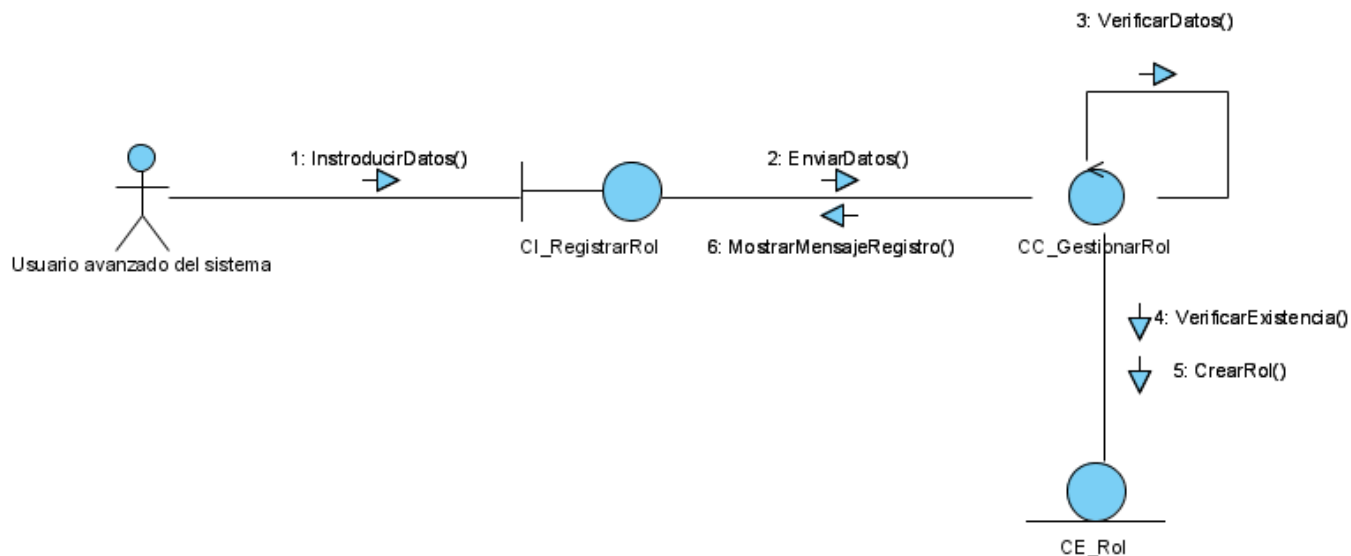 3: VerificarDatos()
1: InstroducirDatos()
2: EnviarDatos()
CI_RegistrarRol
6: MostrarMensajeRegistro()
CC_GestionarRol
Usuario avanzado del sistema
4: VerificarExistencia()
5: CrearRol()
CE_Rol